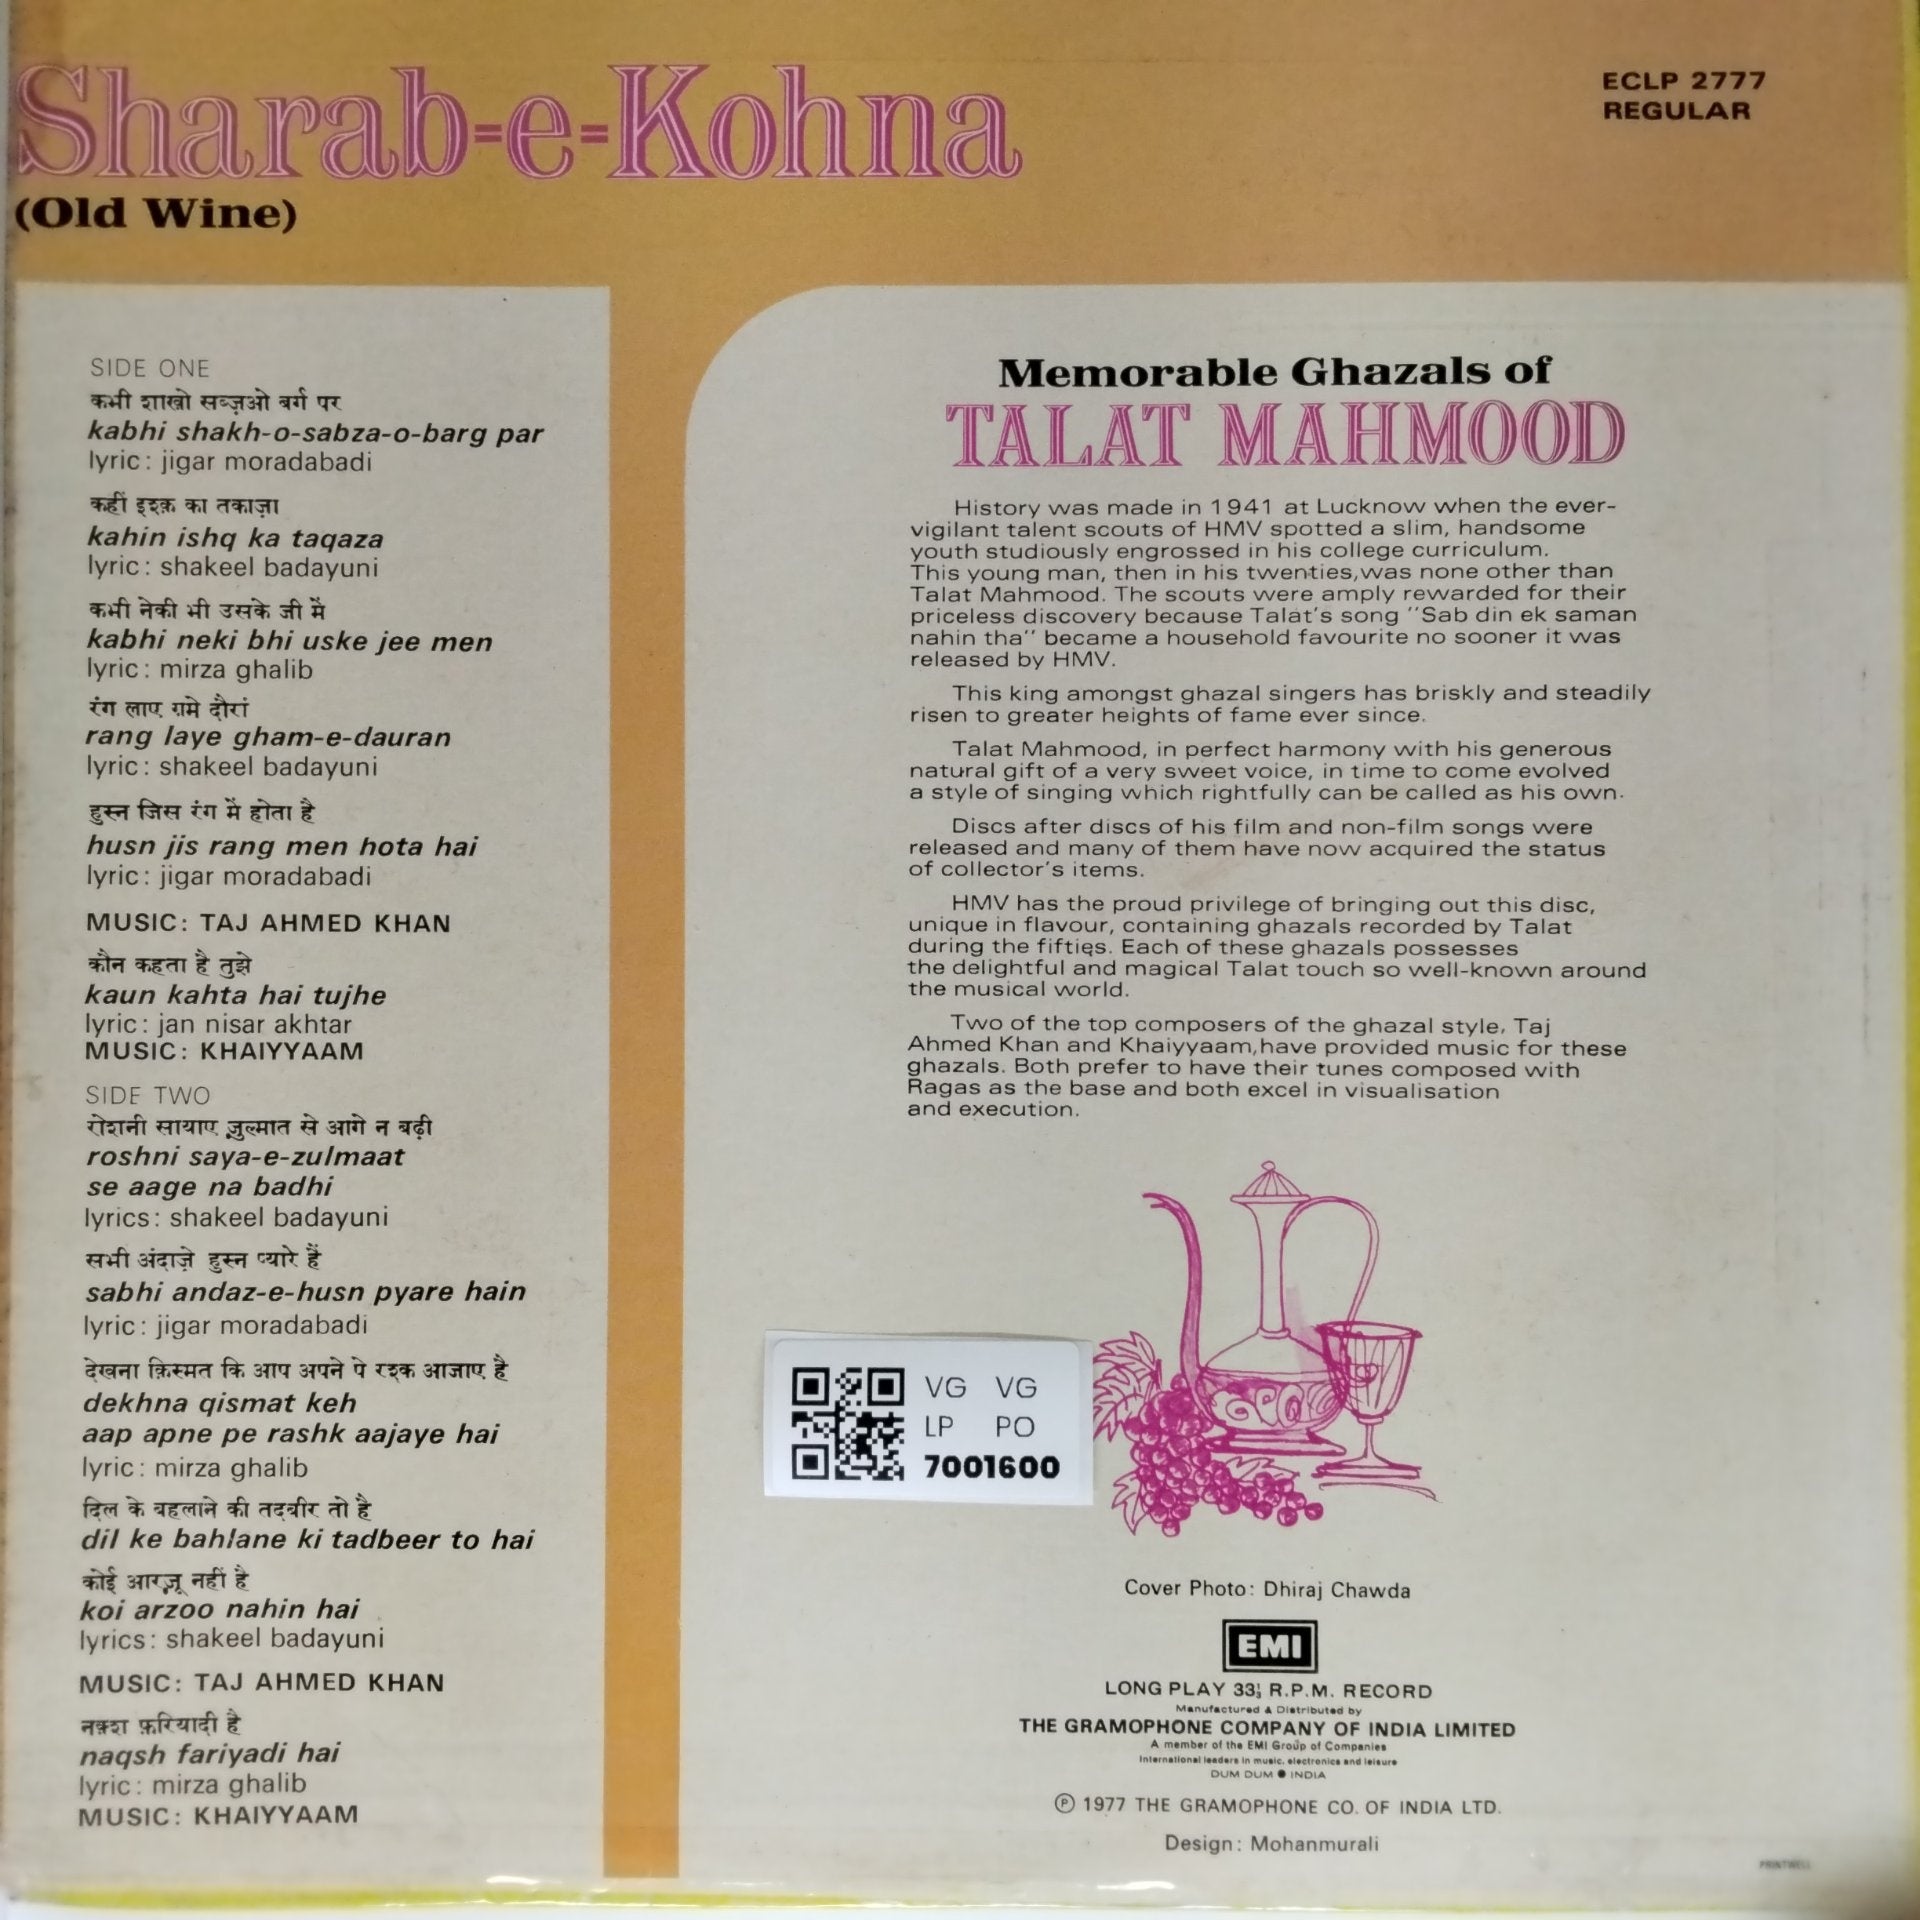 Sharab=e=Kohna
(Old Wine)
ECLP 2777
REGULAR
SIDE ONE
कभी शाखो सब्ज़ओ बर्ग पर
kabhi shakh-o-sabza-o-barg par
lyric: jigar moradabadi
कहीं इश्क़ का तकाज़ा
kahin ishq ka taqaza
lyric: shakeel badayuni
कभी नेकी भी उसके जी में
kabhi neki bhi uske jee men
lyric: mirza ghalib
रंग लाए ग़मे दौरां
rang laye gham-e-dauran
lyric: shakeel badayuni
हुस्न जिस रंग में होता है
husn jis rang men hota hai
lyric: jigar moradabadi
MUSIC: TAJ AHMED KHAN
कौन कहता है तुझे
kaun kahta hai tujhe
lyric: jan nisar akhtar
MUSIC: KHAIYYAAM
SIDE TWO
रोशनी सायाए ज़ुल्मात से आगे न बढ़ी
roshni saya-e-zulmaat
se aage na badhi
lyrics: shakeel badayuni
सभी अंदाज़े हुस्न प्यारे हैं
sabhi andaz-e-husn pyare hain
lyric: jigar moradabadi
देखना क़िस्मत कि आप अपने पे रश्क आजाए है
dekhna qismat keh
aap apne pe rashk aajaye hai
lyric: mirza ghalib
दिल के बहलाने की तदबीर तो है
dil ke bahlane ki tadbeer to hai
कोई आरज़ू नहीं है
koi arzoo nahin hai
lyrics: shakeel badayuni
MUSIC: TAJ AHMED KHAN
नक़्श फ़रियादी है
naqsh fariyadi hai
lyric: mirza ghalib
MUSIC: KHAIYYAAM
Memorable Ghazals of
TALAT MAHMOOD
History was made in 1941 at Lucknow when the ever-
vigilant talent scouts of HMV spotted a slim, handsome
youth studiously engrossed in his college curriculum.
This young man, then in his twenties, was none other than
Talat Mahmood. The scouts were amply rewarded for their
priceless discovery because Talat's song "Sab din ek saman
nahin tha" became a household favourite no sooner it was
released by HMV.
This king amongst ghazal singers has briskly and steadily
risen to greater heights of fame ever since.
Talat Mahmood, in perfect harmony with his generous
natural gift of a very sweet voice, in time to come evolved
a style of singing which rightfully can be called as his own.
Discs after discs of his film and non-film songs were
released and many of them have now acquired the status
of collector's items.
HMV has the proud privilege of bringing out this disc,
unique in flavour, containing ghazals recorded by Talat
during the fifties. Each of these ghazals possesses
the delightful and magical Talat touch so well-known around
the musical world.
Two of the top composers of the ghazal style, Taj
Ahmed Khan and Khaiyyaam, have provided music for these
ghazals. Both prefer to have their tunes composed with
Ragas as the base and both excel in visualisation
and execution.
VG VG
LP PO
7001600
Cover Photo: Dhiraj Chawda
EMI
LONG PLAY 33⅓ R.P.M. RECORD
Manufactured & Distributed by
THE GRAMOPHONE COMPANY OF INDIA LIMITED
A member of the EMI Group of Companies
International leaders in music, electronics and leisure
DUM DUM ● INDIA
℗ 1977 THE GRAMOPHONE CO. OF INDIA LTD.
Design: Mohanmurali
PRINTWELL